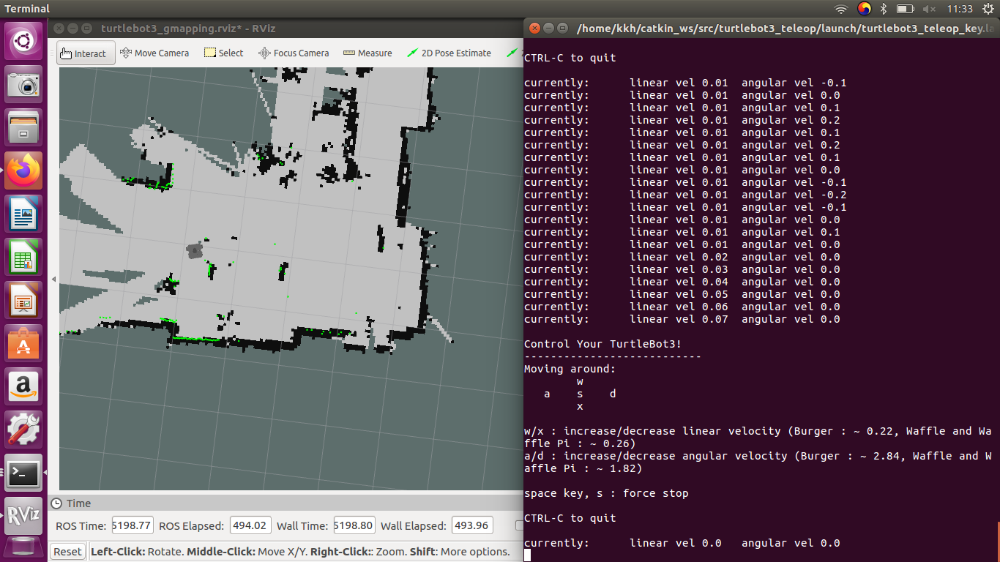 Terminal
11:33
turtlebot3_gmapping.rviz* - RViz
Interact
Move Camera
Select
Focus Camera
Measure
2D Pose Estimate
/home/kkh/catkin_ws/src/turtlebot3_teleop/launch/turtlebot3_teleop_key.la
CTRL-C to quit
currently: linear vel 0.01 angular vel -0.1
currently: linear vel 0.01 angular vel 0.0
currently: linear vel 0.01 angular vel 0.1
currently: linear vel 0.01 angular vel 0.2
currently: linear vel 0.01 angular vel 0.1
currently: linear vel 0.01 angular vel 0.2
currently: linear vel 0.01 angular vel 0.1
currently: linear vel 0.01 angular vel 0.0
currently: linear vel 0.01 angular vel -0.1
currently: linear vel 0.01 angular vel -0.2
currently: linear vel 0.01 angular vel -0.1
currently: linear vel 0.01 angular vel 0.0
currently: linear vel 0.01 angular vel 0.1
currently: linear vel 0.01 angular vel 0.0
currently: linear vel 0.02 angular vel 0.0
currently: linear vel 0.03 angular vel 0.0
currently: linear vel 0.04 angular vel 0.0
currently: linear vel 0.05 angular vel 0.0
currently: linear vel 0.06 angular vel 0.0
currently: linear vel 0.07 angular vel 0.0
Control Your TurtleBot3!
---------------------------
Moving around:
w
a s d
x
w/x : increase/decrease linear velocity (Burger : ~ 0.22, Waffle and Wa
ffle Pi : ~ 0.26)
a/d : increase/decrease angular velocity (Burger : ~ 2.84, Waffle and W
affle Pi : ~ 1.82)
space key, s : force stop
CTRL-C to quit
currently: linear vel 0.0 angular vel 0.0
Time
ROS Time: 5198.77 ROS Elapsed: 494.02 Wall Time: 5198.80 Wall Elapsed: 493.96
Reset Left-Click: Rotate. Middle-Click: Move X/Y. Right-Click:: Zoom. Shift: More options.
RViz